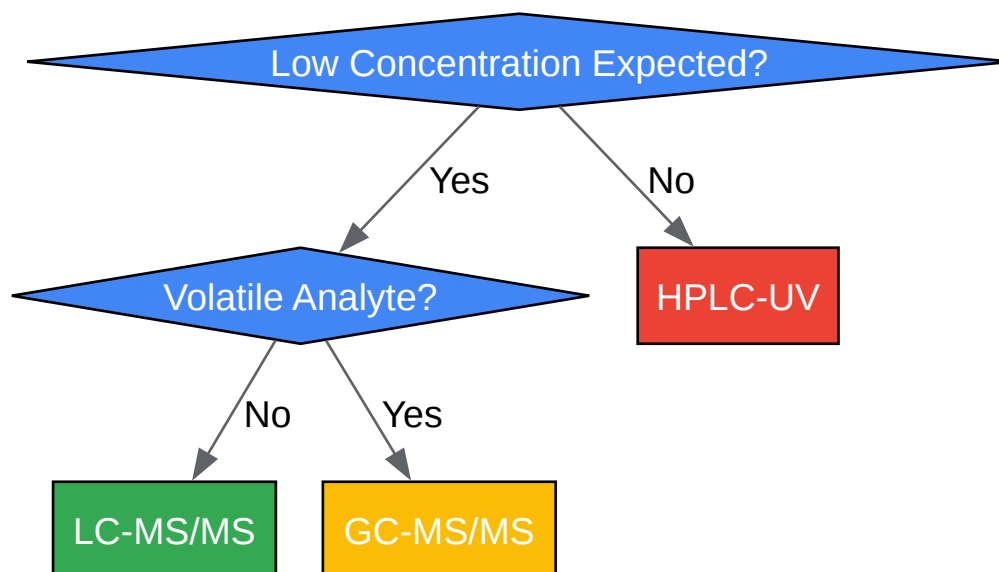 Low Concentration Expected?
Yes
No
Volatile Analyte?
HPLC-UV
No
Yes
LC-MS/MS
GC-MS/MS